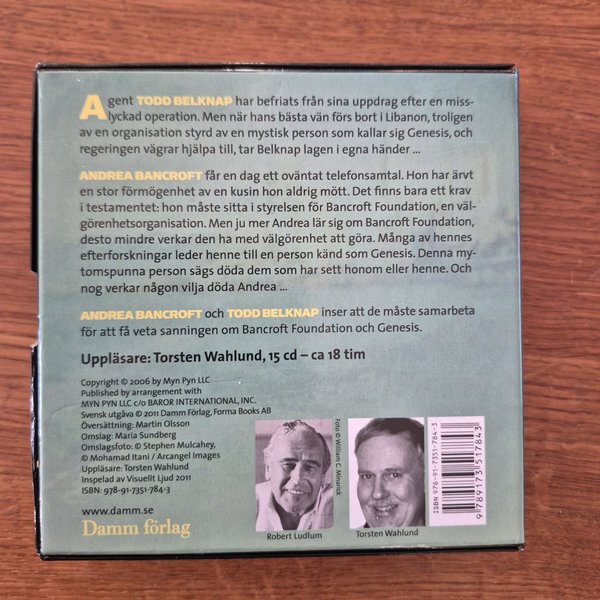 Agent TODD BELKNAP har befriats från sina uppdrag efter en miss-
lyckad operation. Men när hans bästa vän förs bort i Libanon, troligen
av en organisation styrd av en mystisk person som kallar sig Genesis, och
regeringen vägrar hjälpa till, tar Belknap lagen i egna händer ...
ANDREA BANCROFT får en dag ett oväntat telefonsamtal. Hon har ärvt
en stor förmögenhet av en kusin hon aldrig mött. Det finns bara ett krav
i testamentet: hon måste sitta i styrelsen för Bancroft Foundation, en väl-
görenhetsorganisation. Men ju mer Andrea lär sig om Bancroft Foundation,
desto mindre verkar den ha med välgörenhet att göra. Många av hennes
efterforskningar leder henne till en person känd som Genesis. Denna my-
tomspunna person sägs döda dem som har sett honom eller henne. Och
nog verkar någon vilja döda Andrea ...
ANDREA BANCROFT och TODD BELKNAP inser att de måste samarbeta
för att få veta sanningen om Bancroft Foundation och Genesis.
Uppläsare: Torsten Wahlund, 15 cd – ca 18 tim
Copyright © 2006 by Myn Pyn LLC
Published by arrangement with
MYN PYN LLC c/o BAROR INTERNATIONAL, INC.
Svensk utgåva © 2011 Damm Förlag, Forma Books AB
Översättning: Martin Olsson
Omslag: Maria Sundberg
Omslagsfoto: © Stephen Mulcahey,
© Mohamad Itani / Arcangel Images
Uppläsare: Torsten Wahlund
Inspelad av Visuellt Ljud 2011
ISBN: 978-91-7351-784-3
www.damm.se
Damm förlag
Foto © William C. Minarick
Robert Ludlum
Torsten Wahlund
ISBN 978-91-7351-784-3
9789173517843